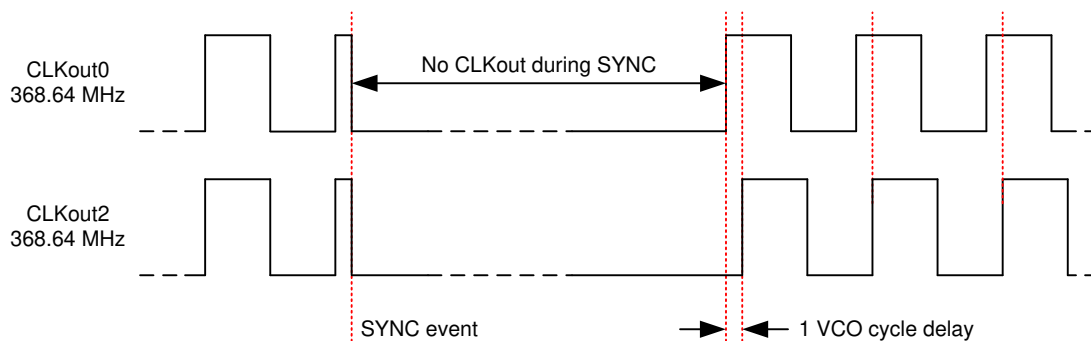 CLKout0
368.64 MHz
No CLKout during SYNC
CLKout2
368.64 MHz
SYNC event
1 VCO cycle delay